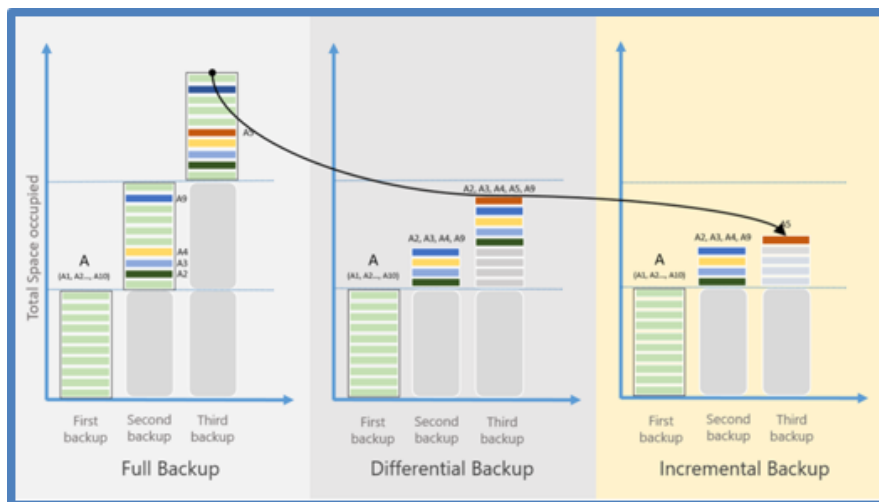 Total Space occupied
A
(A1, A2..., A10)
A9
A4
A3
A2
A5
First
backup
Second
backup
Third
backup
Full Backup
A
(A1, A2..., A10)
A2, A3, A4, A9
A2, A3, A4, A5, A9
First
backup
Second
backup
Third
backup
Differential Backup
A
(A1, A2..., A10)
A2, A3, A4, A9
A5
First
backup
Second
backup
Third
backup
Incremental Backup